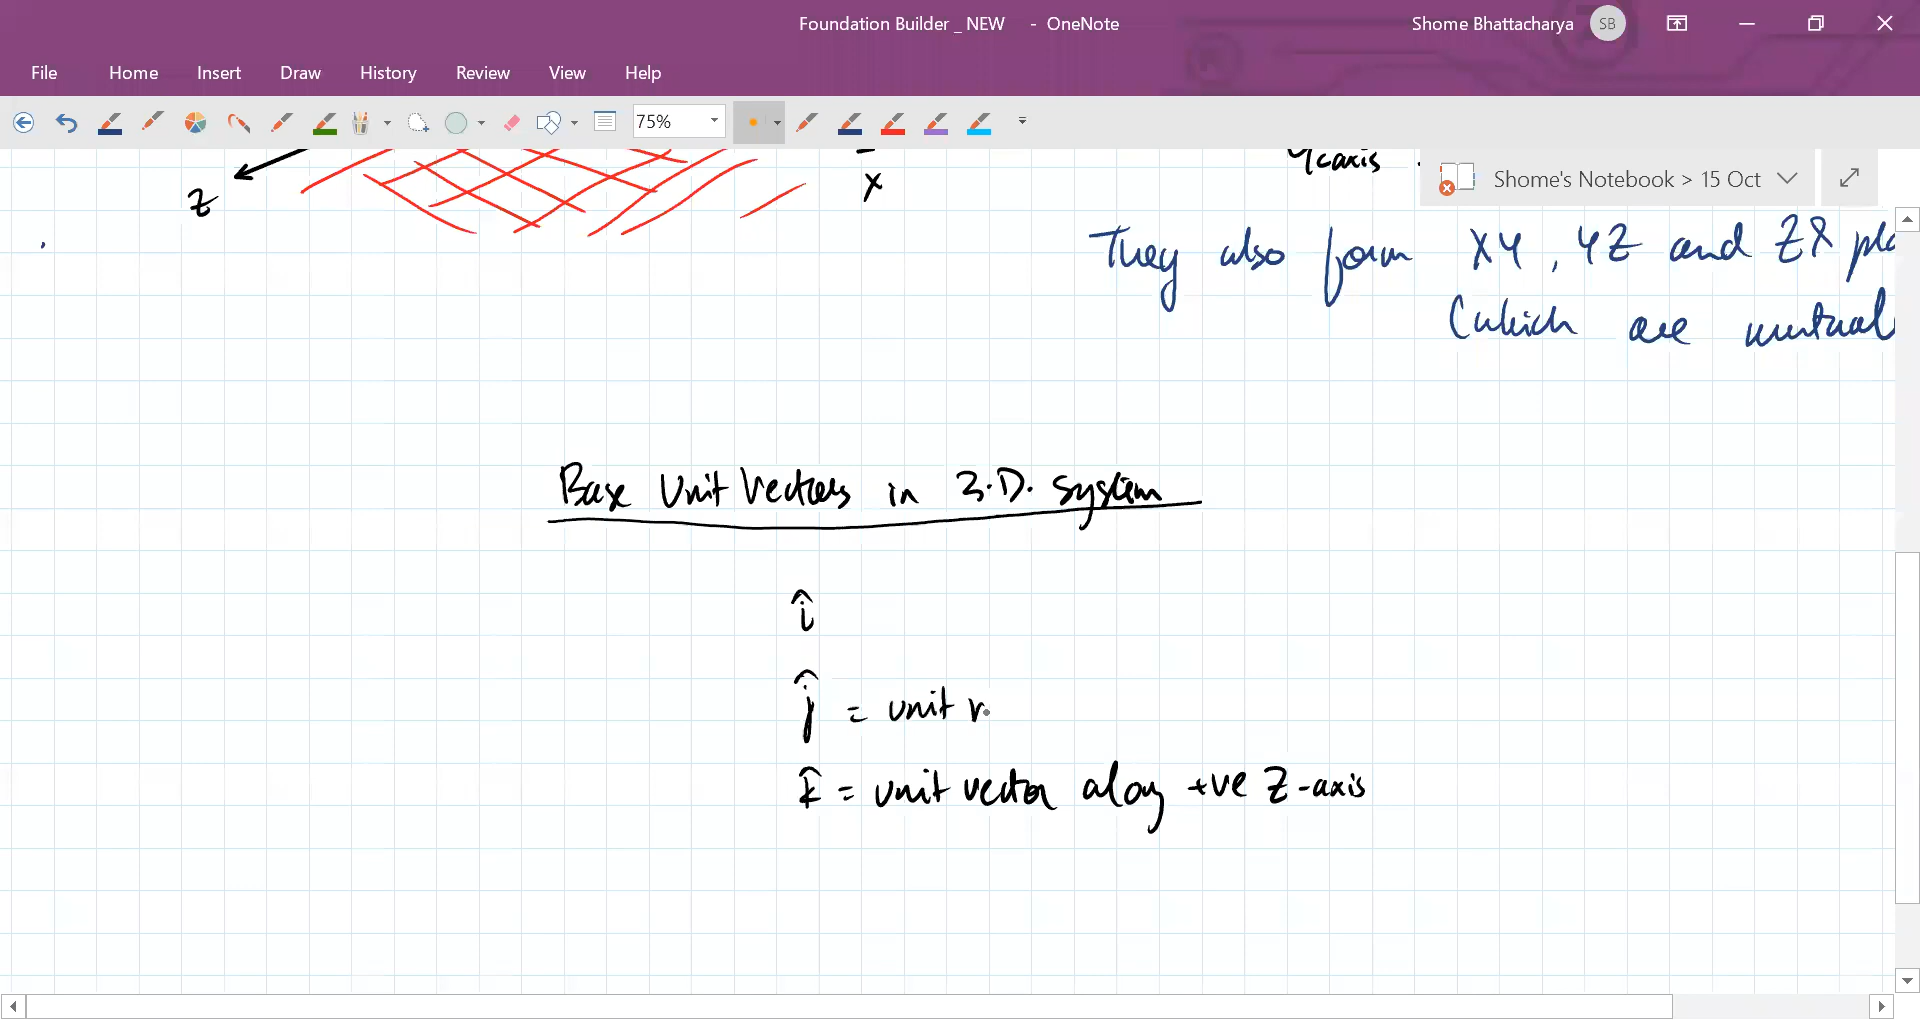 Foundation Builder _ NEW - OneNote
Shome Bhattacharya SB
File Home Insert Draw History Review View Help
75%
Shome's Notebook > 15 Oct
Z
X
Y axis
They also form XY, YZ and ZX pla
(which are mutual
Base Unit Vectors in 3.D. system
î
ĵ = unit v
k̂ = unit vector along +ve Z-axis